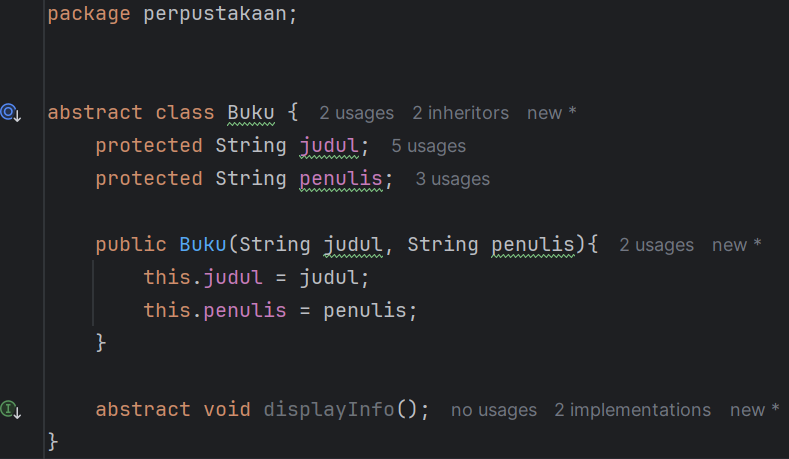 package perpustakaan;
abstract class Buku { 2 usages 2 inheritors new *
protected String judul; 5 usages
protected String penulis; 3 usages
public Buku(String judul, String penulis){ 2 usages new *
this.judul = judul;
this.penulis = penulis;
}
abstract void displayInfo(); no usages 2 implementations new *
}